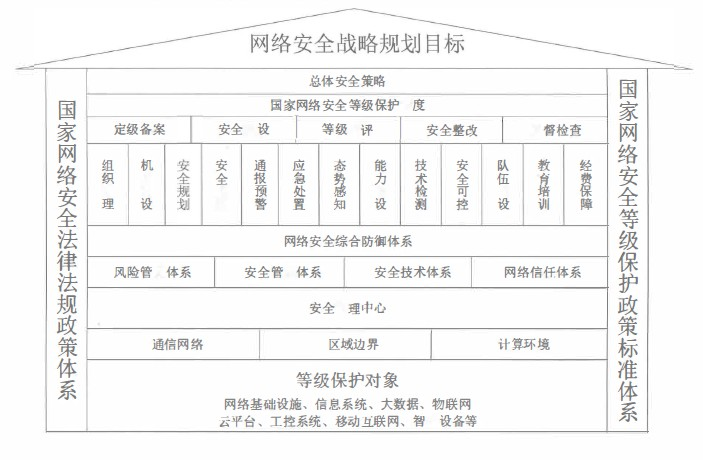 网络安全战略规划目标
国家网络安全法律法规政策体系
总体安全策略
国家网络安全等级保护 度
定级备案 安全 设 等级 评 安全整改 督检查
组织 理 机 设 安全规划 安全 通报预警 应急处置 态势感知 能力 设 技术检测 安全可控 队伍 设 教育培训 经费保障
网络安全综合防御体系
风险管 体系 安全管 体系 安全技术体系 网络信任体系
安全 理中心
通信网络 区域边界 计算环境
等级保护对象
网络基础设施、信息系统、大数据、物联网
云平台、工控系统、移动互联网、智 设备等
国家网络安全等级保护政策标准体系